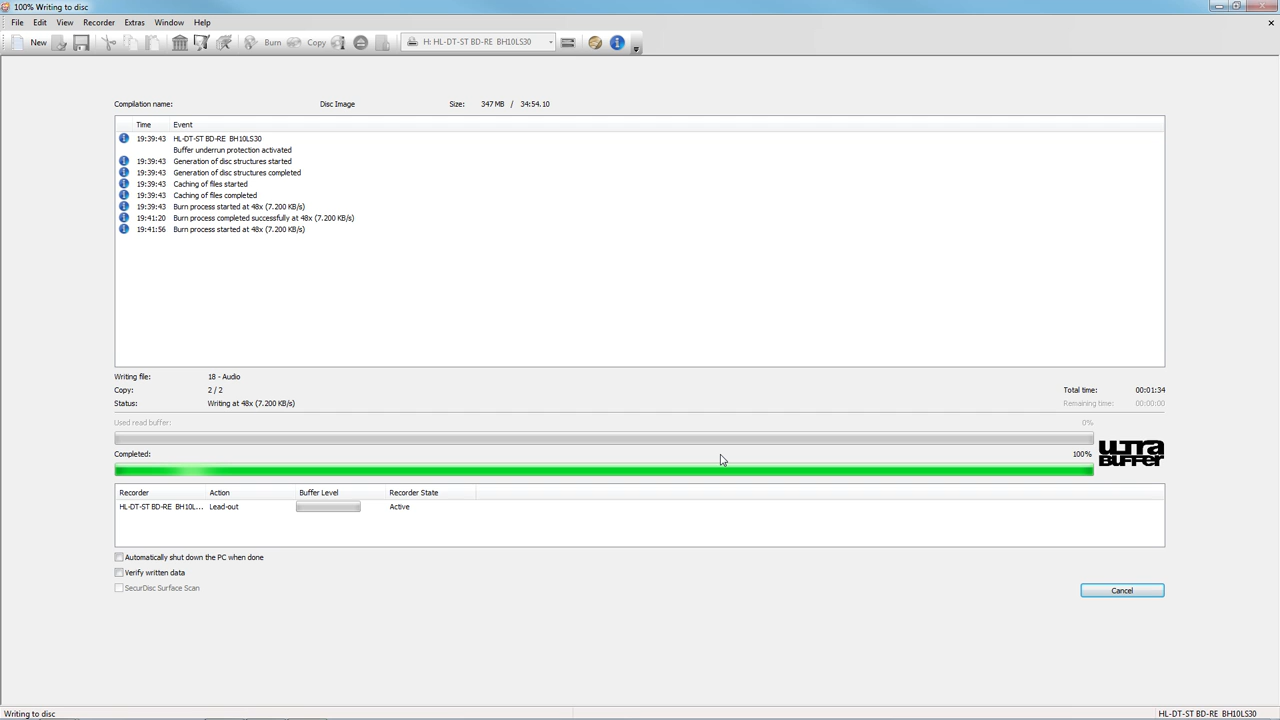 100% Writing to disc
File Edit View Recorder Extras Window Help
New Burn Copy H: HL-DT-ST BD-RE BH10LS30
Compilation name: Disc Image Size: 347 MB / 34:54.10
Time Event
19:39:43 HL-DT-ST BD-RE BH10LS30
Buffer underrun protection activated
19:39:43 Generation of disc structures started
19:39:43 Generation of disc structures completed
19:39:43 Caching of files started
19:39:43 Caching of files completed
19:39:43 Burn process started at 48x (7.200 KB/s)
19:41:20 Burn process completed successfully at 48x (7.200 KB/s)
19:41:56 Burn process started at 48x (7.200 KB/s)
Writing file: 18 - Audio
Copy: 2 / 2 Total time: 00:01:34
Status: Writing at 48x (7.200 KB/s) Remaining time: 00:00:00
Used read buffer: 0%
Completed: 100%
ULTRA BUFFER
Recorder Action Buffer Level Recorder State
HL-DT-ST BD-RE BH10L... Lead-out Active
Automatically shut down the PC when done
Verify written data
SecurDisc Surface Scan
Cancel
Writing to disc HL-DT-ST BD-RE BH10LS30